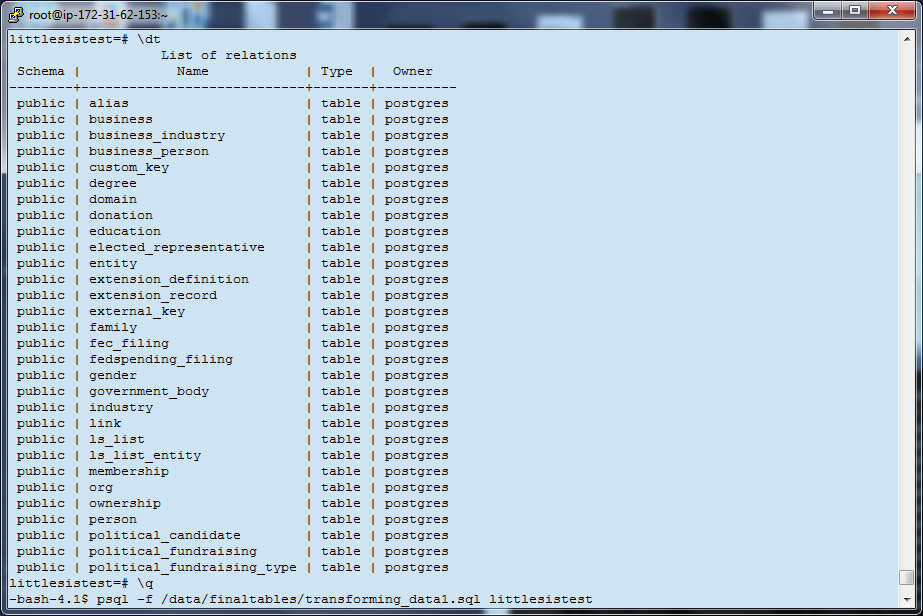 root@ip-172-31-62-153:~
littlesistest=# \dt
                   List of relations
 Schema |            Name            | Type  |  Owner
--------+----------------------------+-------+----------
 public | alias                      | table | postgres
 public | business                   | table | postgres
 public | business_industry          | table | postgres
 public | business_person            | table | postgres
 public | custom_key                 | table | postgres
 public | degree                     | table | postgres
 public | domain                     | table | postgres
 public | donation                   | table | postgres
 public | education                  | table | postgres
 public | elected_representative     | table | postgres
 public | entity                     | table | postgres
 public | extension_definition       | table | postgres
 public | extension_record           | table | postgres
 public | external_key               | table | postgres
 public | family                     | table | postgres
 public | fec_filing                 | table | postgres
 public | fedspending_filing         | table | postgres
 public | gender                     | table | postgres
 public | government_body            | table | postgres
 public | industry                   | table | postgres
 public | link                       | table | postgres
 public | ls_list                    | table | postgres
 public | ls_list_entity             | table | postgres
 public | membership                 | table | postgres
 public | org                        | table | postgres
 public | ownership                  | table | postgres
 public | person                     | table | postgres
 public | political_candidate        | table | postgres
 public | political_fundraising      | table | postgres
 public | political_fundraising_type | table | postgres
littlesistest=# \q
-bash-4.1$ psql -f /data/finaltables/transforming_data1.sql littlesistest